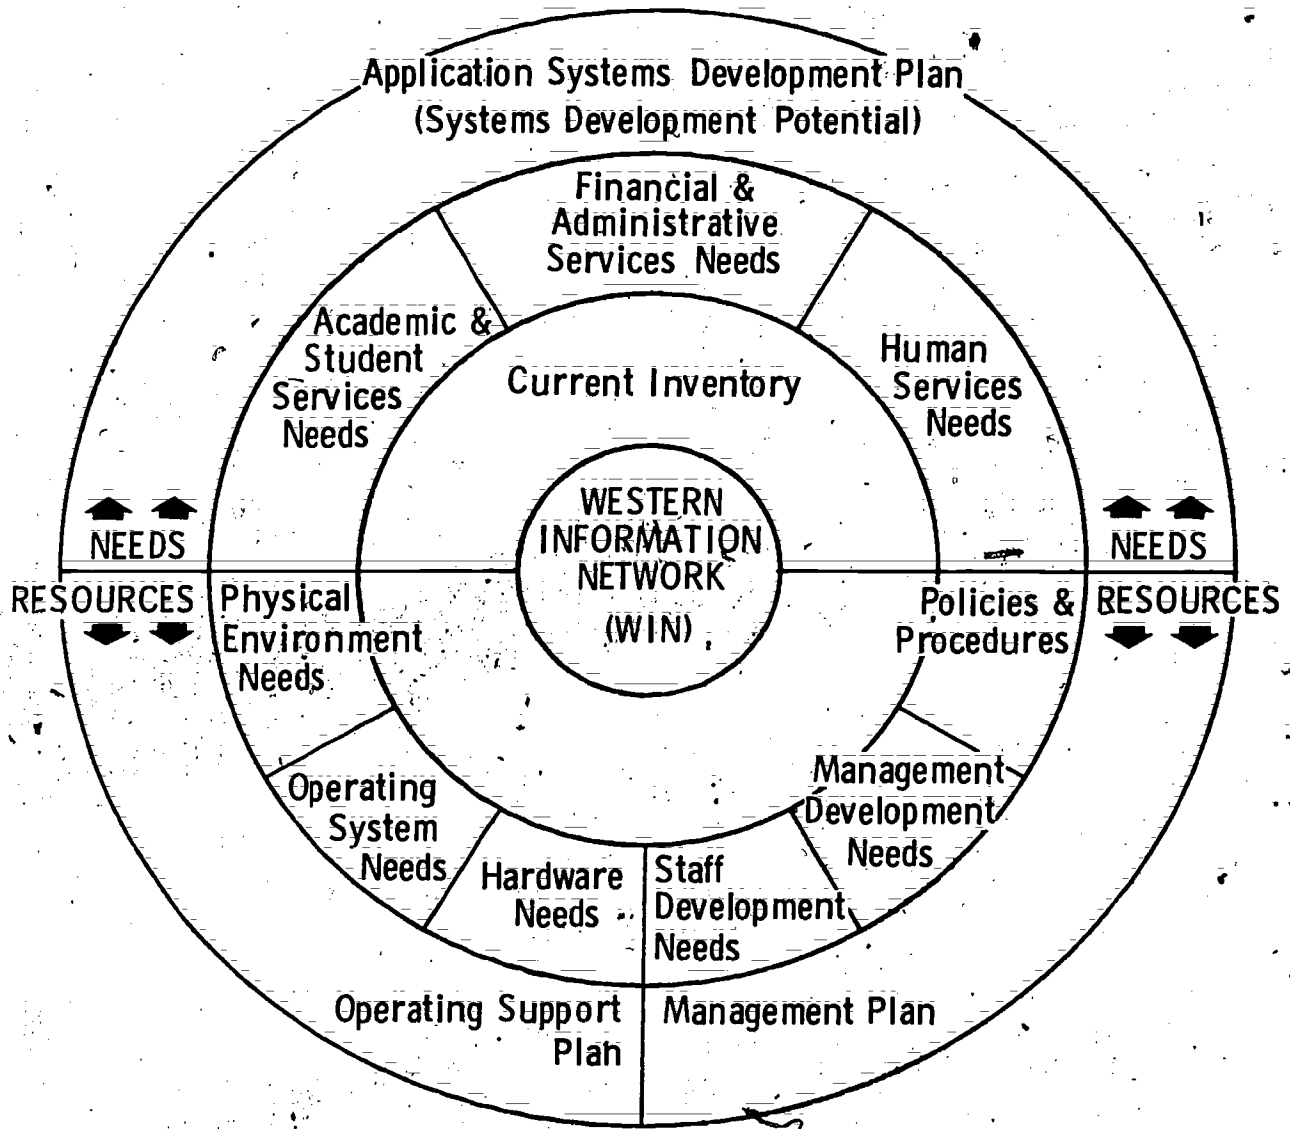 Application Systems Development Plan
(Systems Development Potential)
Financial &
Administrative
Services Needs
Academic &
Student
Services
Needs
Human
Services
Needs
Current Inventory
WESTERN
INFORMATION
NETWORK
(WIN)
NEEDS
NEEDS
RESOURCES
RESOURCES
Physical
Environment
Needs
Policies &
Procedures
Operating
System
Needs
Management
Development
Needs
Hardware
Needs
Staff
Development
Needs
Operating Support
Plan
Management Plan